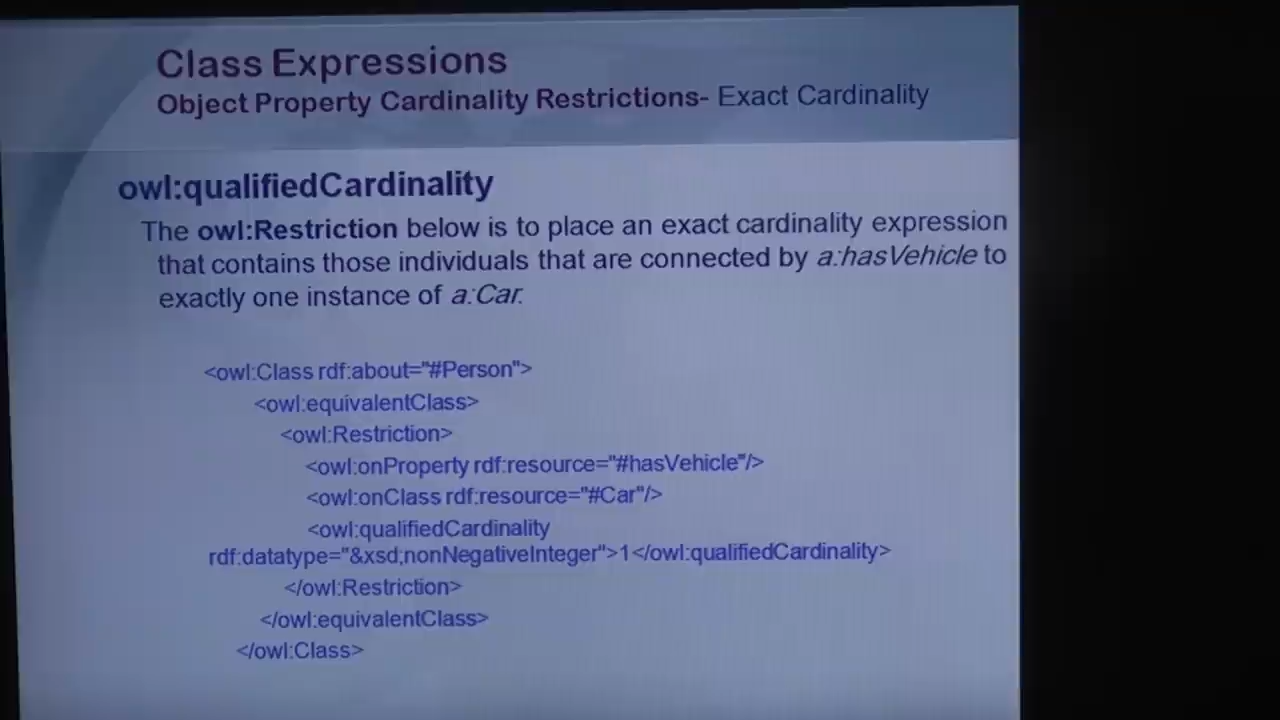 Class Expressions
Object Property Cardinality Restrictions- Exact Cardinality
owl:qualifiedCardinality
The owl:Restriction below is to place an exact cardinality expression
that contains those individuals that are connected by a:hasVehicle to
exactly one instance of a:Car.
<owl:Class rdf:about="#Person">
<owl:equivalentClass>
<owl:Restriction>
<owl:onProperty rdf:resource="#hasVehicle"/>
<owl:onClass rdf:resource="#Car"/>
<owl:qualifiedCardinality
rdf:datatype="&xsd;nonNegativeInteger">1</owl:qualifiedCardinality>
</owl:Restriction>
</owl:equivalentClass>
</owl:Class>